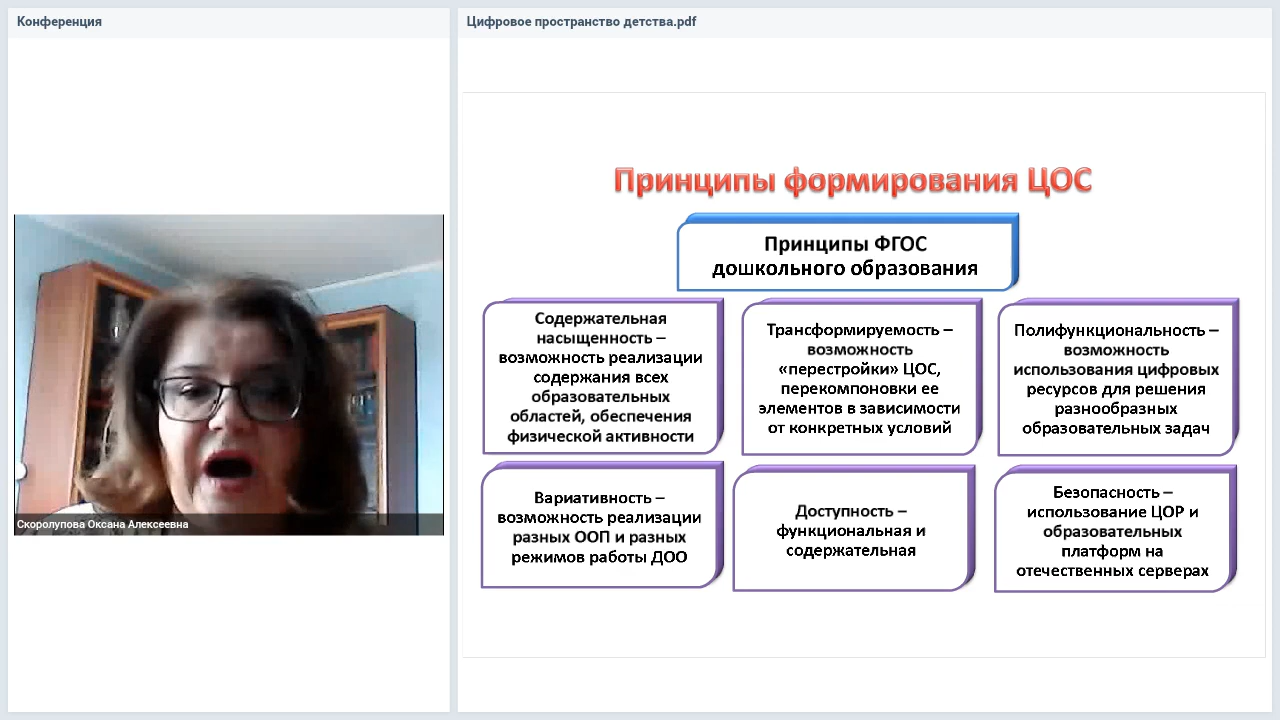 Конференция
Цифровое пространство детства.pdf
Принципы формирования ЦОС
Принципы ФГОС
дошкольного образования
Содержательная
насыщенность –
возможность реализации
содержания всех
образовательных
областей, обеспечения
физической активности
Трансформируемость –
возможность
«перестройки» ЦОС,
перекомпоновки ее
элементов в зависимости
от конкретных условий
Полифункциональность –
возможность
использования цифровых
ресурсов для решения
разнообразных
образовательных задач
Вариативность –
возможность реализации
разных ООП и разных
режимов работы ДОО
Доступность –
функциональная и
содержательная
Безопасность –
использование ЦОР и
образовательных
платформ на
отечественных серверах
Скоролупова Оксана Алексеевна